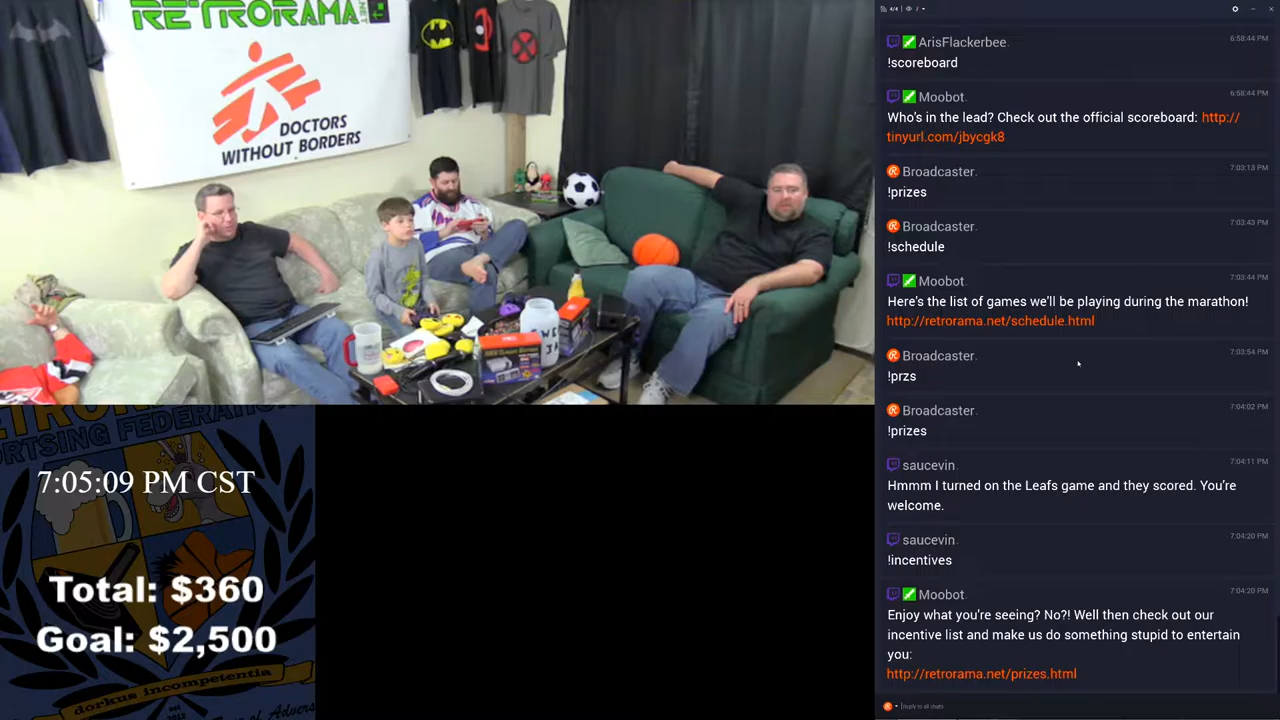 RETRORAMA
.NET
DOCTORS
WITHOUT BORDERS
7:05:09 PM CST
Total: $360
Goal: $2,500
dorkus incompetentia
4/4
ArisFlackerbee.
6:58:44 PM
!scoreboard
Moobot.
6:58:44 PM
Who's in the lead? Check out the official scoreboard: http://
tinyurl.com/jbycgk8
Broadcaster.
7:03:13 PM
!prizes
Broadcaster.
7:03:43 PM
!schedule
Moobot.
7:03:44 PM
Here's the list of games we'll be playing during the marathon!
http://retrorama.net/schedule.html
Broadcaster.
7:03:54 PM
!przs
Broadcaster.
7:04:02 PM
!prizes
saucevin.
7:04:11 PM
Hmmm I turned on the Leafs game and they scored. You're
welcome.
saucevin.
7:04:20 PM
!incentives
Moobot.
7:04:20 PM
Enjoy what you're seeing? No?! Well then check out our
incentive list and make us do something stupid to entertain
you:
http://retrorama.net/prizes.html
Reply to all chats